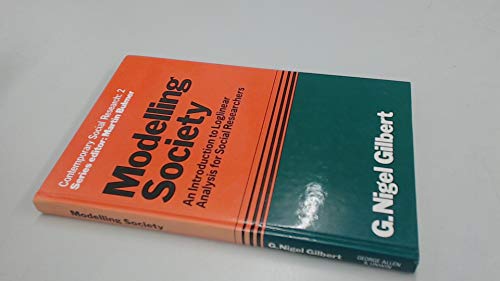 Contemporary Social Research: 2
Series editor: Martin Bulmer
Modelling
Society
An Introduction to Loglinear
Analysis for Social Researchers
G. Nigel Gilbert
Modelling Society
G. Nigel Gilbert
GEORGE ALLEN
& UNWIN